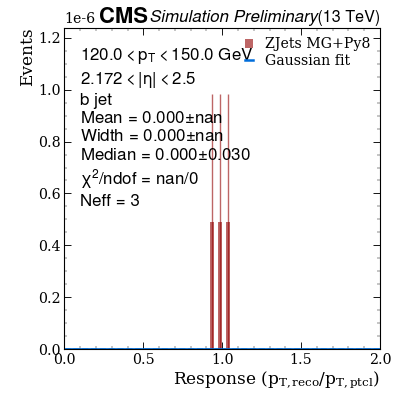 1e-6 CMS Simulation Preliminary (13 TeV)
Events
120.0 < pT < 150.0 GeV
2.172 < |η| < 2.5
b jet
Mean = 0.000±nan
Width = 0.000±nan
Median = 0.000±0.030
χ²/ndof = nan/0
Neff = 3
ZJets MG+Py8
Gaussian fit
1.2
1.0
0.8
0.6
0.4
0.2
0.0
0.0 0.5 1.0 1.5 2.0
Response (pT,reco/pT,ptcl)